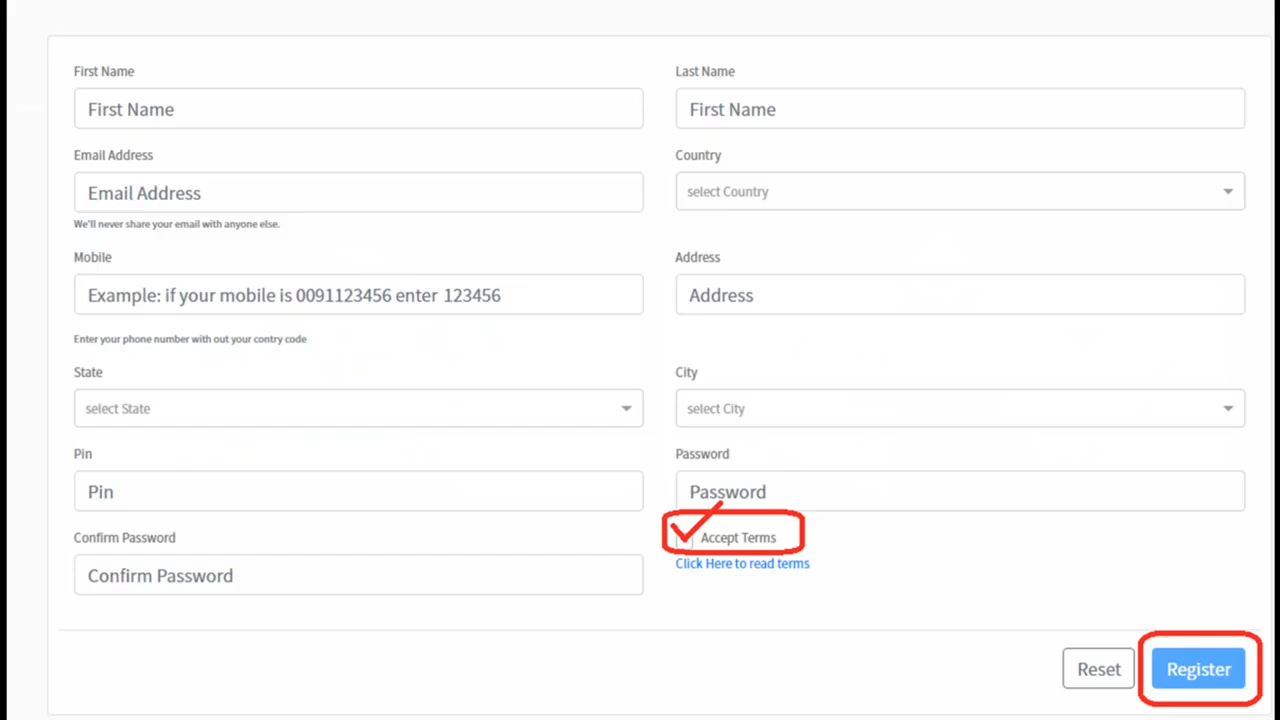 First Name
Last Name
First Name
First Name
Email Address
Country
Email Address
select Country
We'll never share your email with anyone else.
Mobile
Address
Example: if your mobile is 0091123456 enter 123456
Address
Enter your phone number with out your contry code
State
City
select State
select City
Pin
Password
Pin
Password
Confirm Password
Accept Terms
Confirm Password
Click Here to read terms
Reset
Register